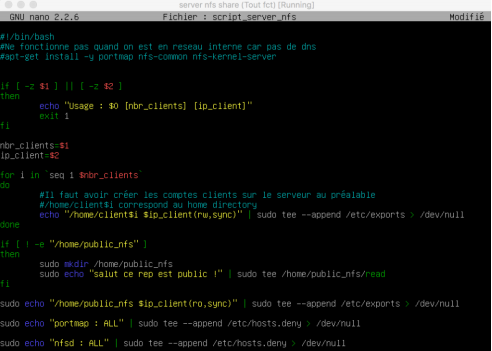 server nfs share (Tout fct) [Running]
GNU nano 2.2.6 Fichier : script_server_nfs Modifié
#!/bin/bash
#Ne fonctionne pas quand on est en reseau interne car pas de dns
#apt-get install -y portmap nfs-common nfs-kernel-server
if [ -z $1 ] || [ -z $2 ]
then
echo "Usage : $0 [nbr_clients] [ip_client]"
exit 1
fi
nbr_clients=$1
ip_client=$2
for i in `seq 1 $nbr_clients`
do
#Il faut avoir créer les comptes clients sur le serveur au préalable
#/home/client$i correspond au home directory
echo "/home/client$i $ip_client(rw,sync)" | sudo tee --append /etc/exports > /dev/null
done
if [ ! -e "/home/public_nfs" ]
then
sudo mkdir /home/public_nfs
sudo echo "salut ce rep est public !" | sudo tee /home/public_nfs/read
fi
sudo echo "/home/public_nfs $ip_client(ro,sync)" | sudo tee --append /etc/exports > /dev/null
sudo echo "portmap : ALL" | sudo tee --append /etc/hosts.deny > /dev/null
sudo echo "nfsd : ALL" | sudo tee --append /etc/hosts.deny > /dev/null